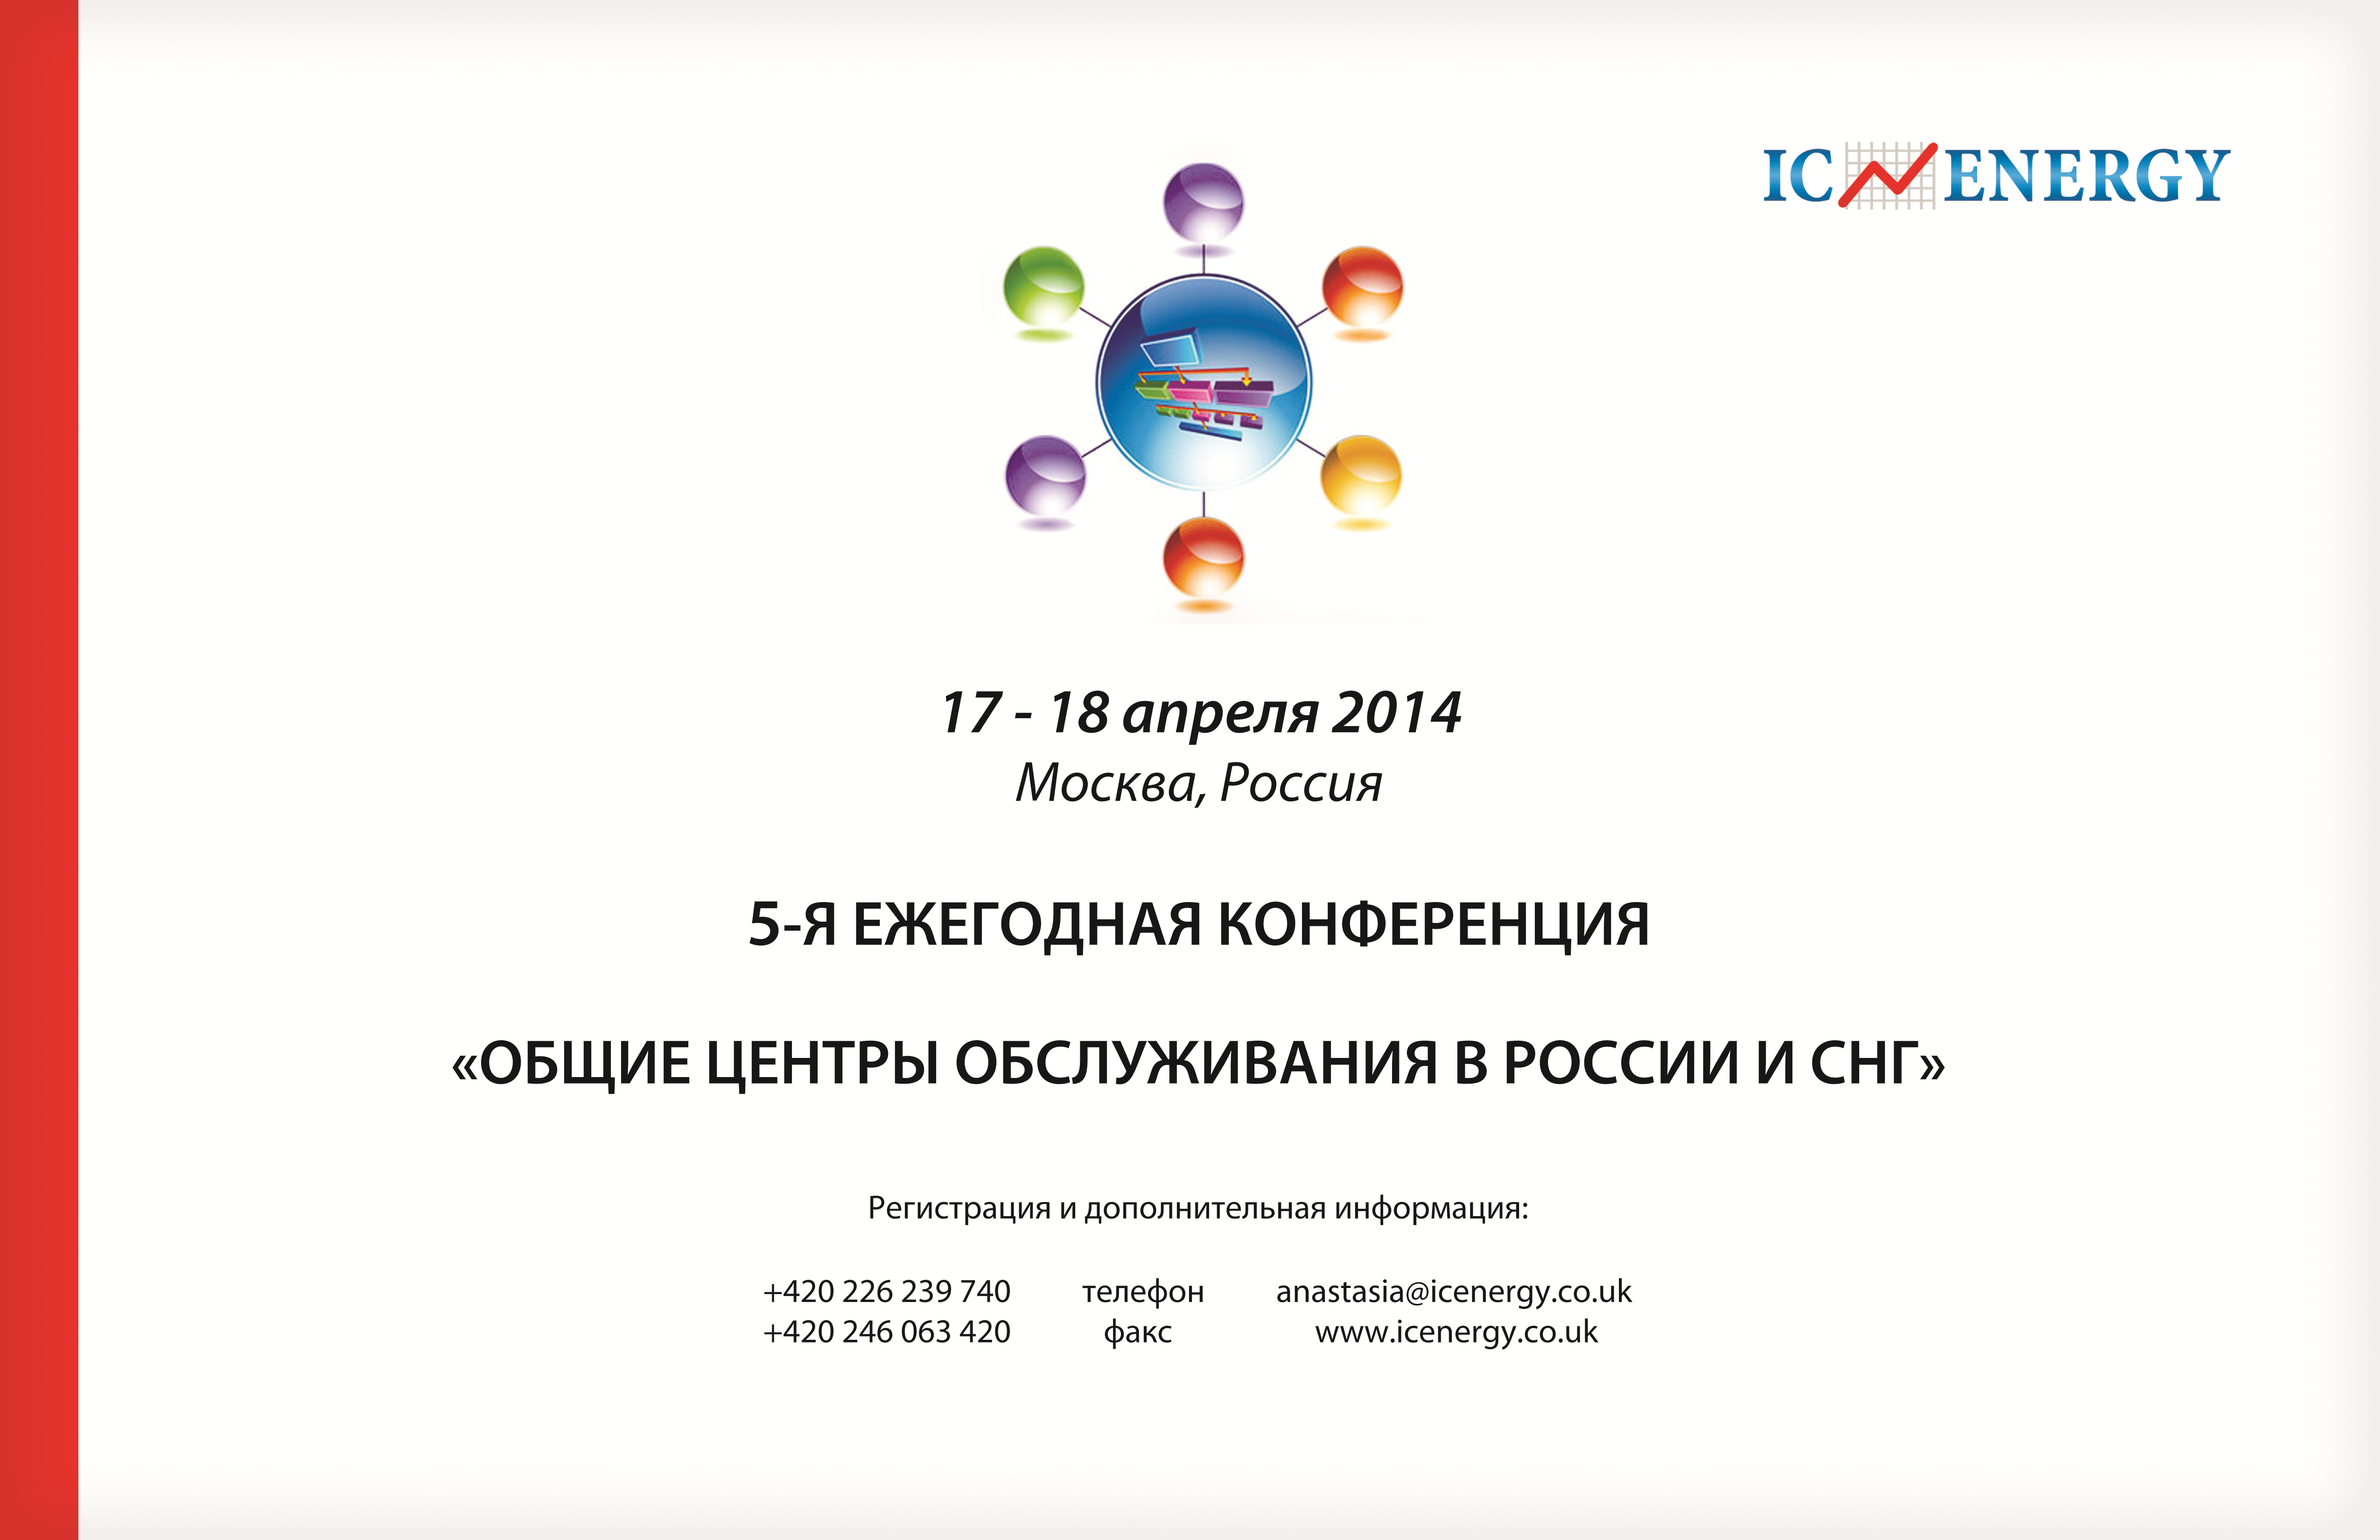 IC ENERGY
17 - 18 апреля 2014
Москва, Россия
5-Я ЕЖЕГОДНАЯ КОНФЕРЕНЦИЯ
«ОБЩИЕ ЦЕНТРЫ ОБСЛУЖИВАНИЯ В РОССИИ И СНГ»
Регистрация и дополнительная информация:
+420 226 239 740 телефон anastasia@icenergy.co.uk
+420 246 063 420 факс www.icenergy.co.uk